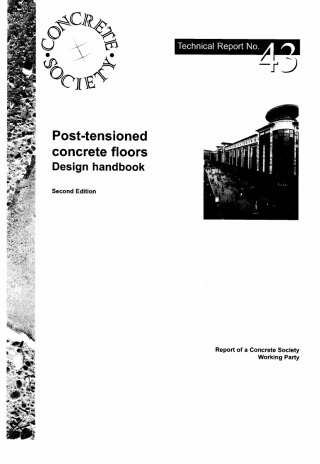 ·CONCRETE·
SOCIETY
Technical Report No.
43
Post-tensioned
concrete floors
Design handbook
Second Edition
Report of a Concrete Society
Working Party